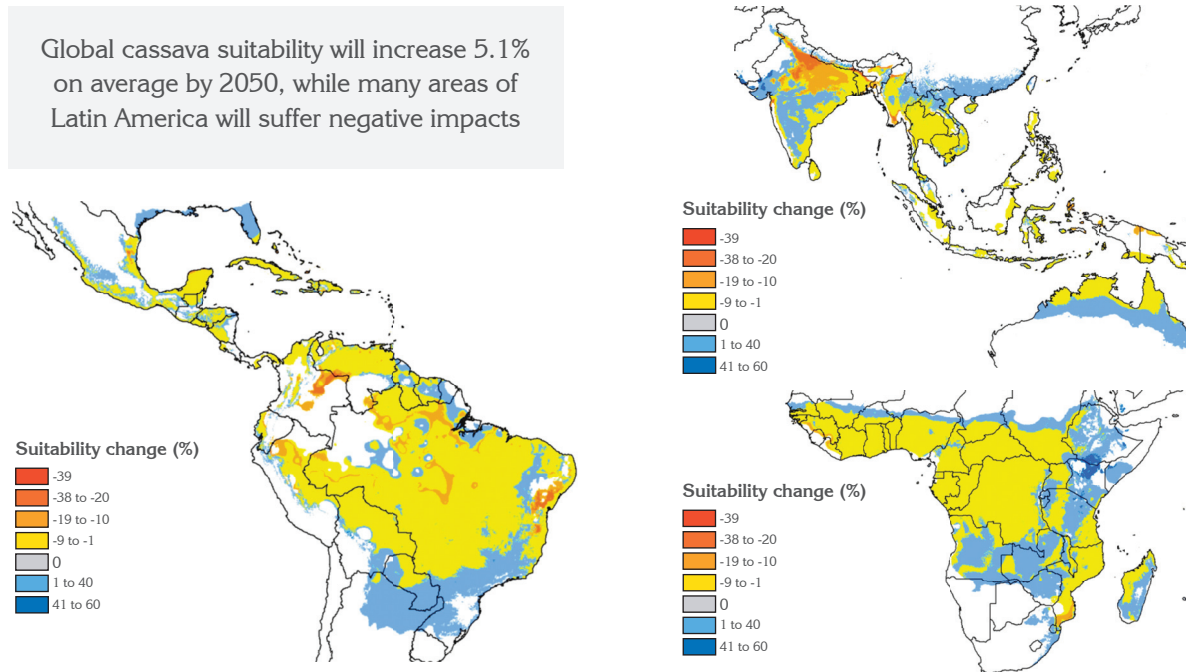 Global cassava suitability will increase 5.1%
on average by 2050, while many areas of
Latin America will suffer negative impacts
Suitability change (%)
-39
-38 to -20
-19 to -10
-9 to -1
0
1 to 40
41 to 60
Suitability change (%)
-39
-38 to -20
-19 to -10
-9 to -1
0
1 to 40
41 to 60
Suitability change (%)
-39
-38 to -20
-19 to -10
-9 to -1
0
1 to 40
41 to 60